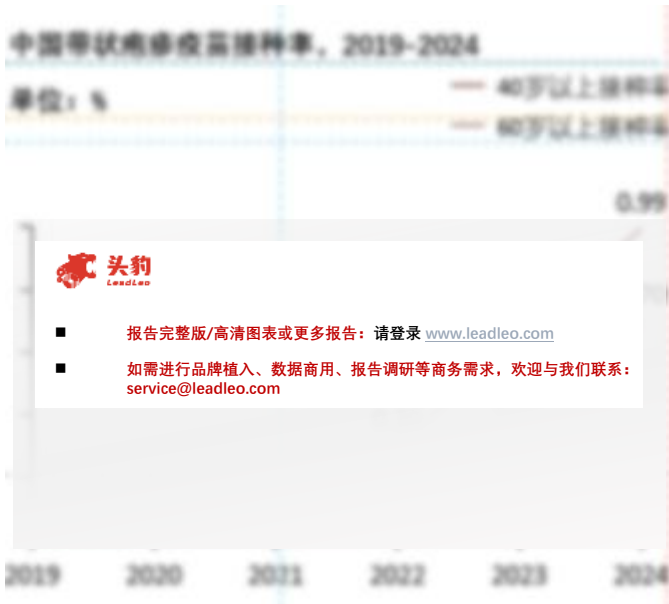 中国带状疱疹疫苗接种率，2019-2024
单位：%
40岁以上接种率
60岁以上接种率
0.99
头豹
LeadLeo
■ 报告完整版/高清图表或更多报告：请登录 www.leadleo.com
■ 如需进行品牌植入、数据商用、报告调研等商务需求，欢迎与我们联系：
service@leadleo.com
2019 2020 2021 2022 2023 2024